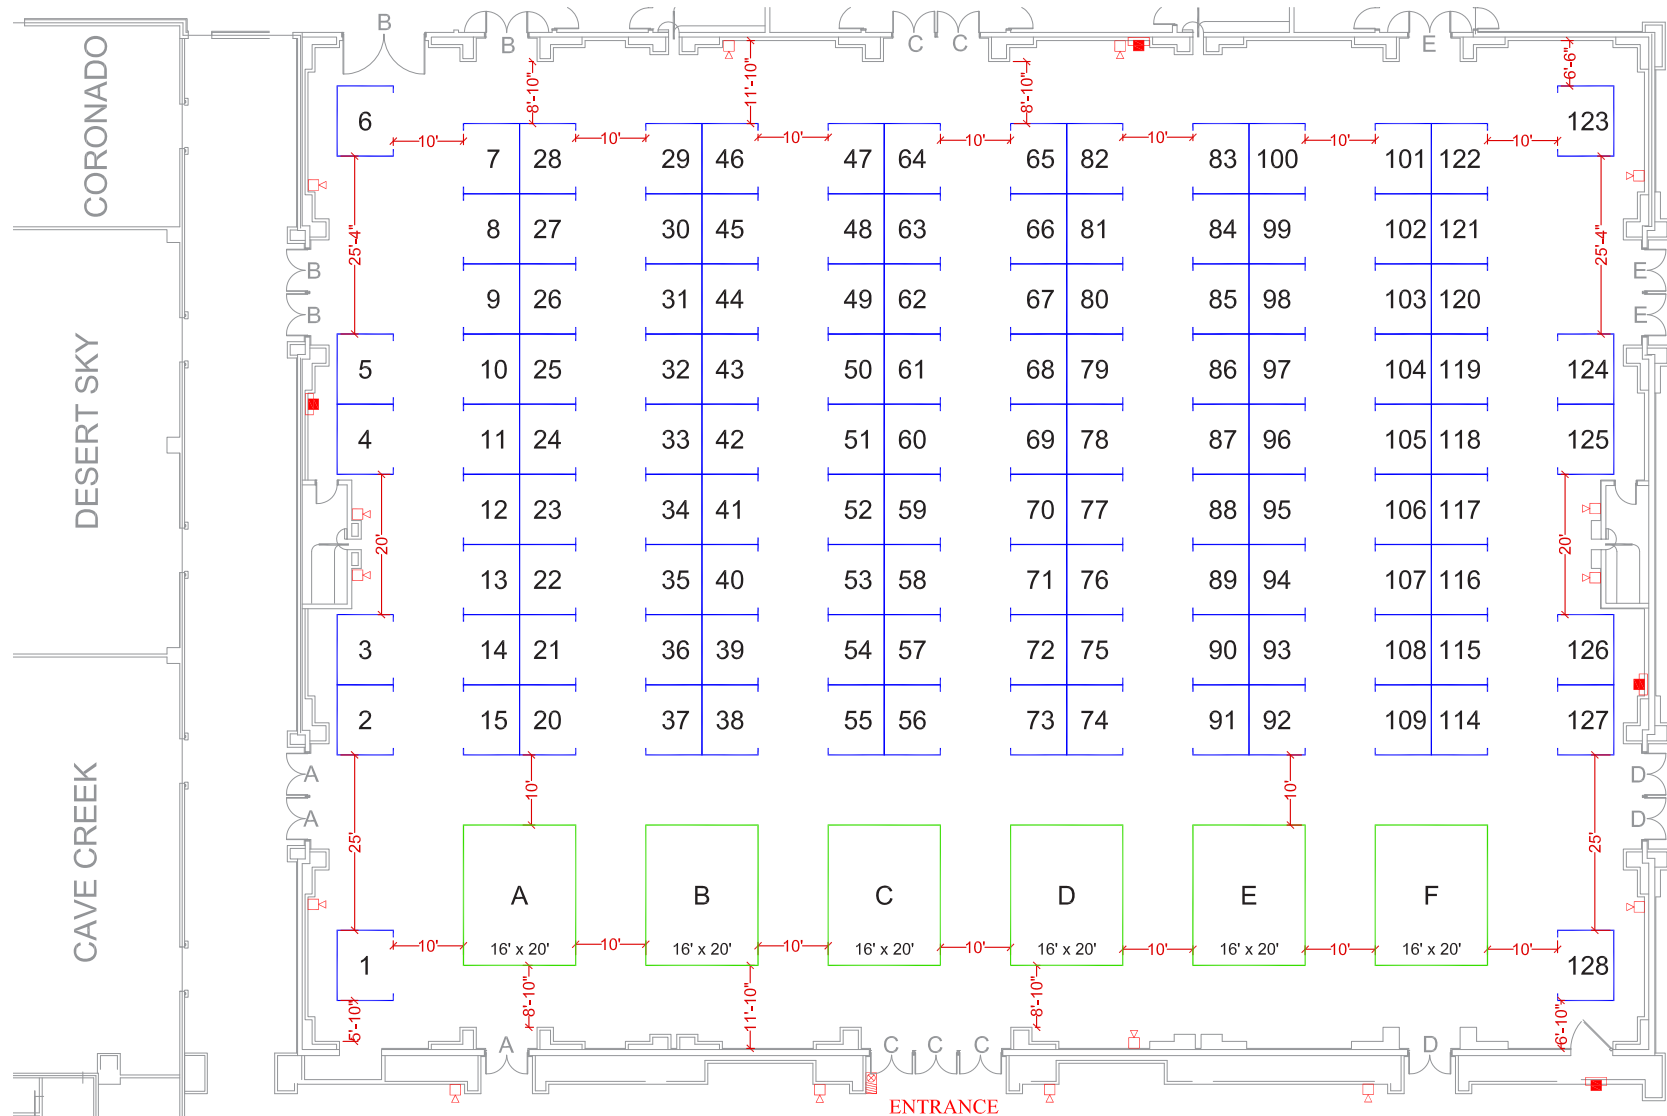 B
B
C C
E
CORONADO
DESERT SKY
CAVE CREEK
8'-10"
11'-10"
8'-10"
6'-6"
6
10'
10'
10'
10'
10'
10'
10'
123
7 28 29 46 47 64 65 82 83 100 101 122
8 27 30 45 48 63 66 81 84 99 102 121
25'-4"
25'-4"
B
B
E
E
9 26 31 44 49 62 67 80 85 98 103 120
5 10 25 32 43 50 61 68 79 86 97 104 119 124
4 11 24 33 42 51 60 69 78 87 96 105 118 125
12 23 34 41 52 59 70 77 88 95 106 117
20'
20'
13 22 35 40 53 58 71 76 89 94 107 116
3 14 21 36 39 54 57 72 75 90 93 108 115 126
2 15 20 37 38 55 56 73 74 91 92 109 114 127
A
A
D
D
10'
10'
25'
25'
A B C D E F
16' x 20' 16' x 20' 16' x 20' 16' x 20' 16' x 20' 16' x 20'
10'
10'
10'
10'
10'
10'
10'
1
128
5'-10"
8'-10"
11'-10"
8'-10"
6'-10"
A
C C C
D
ENTRANCE